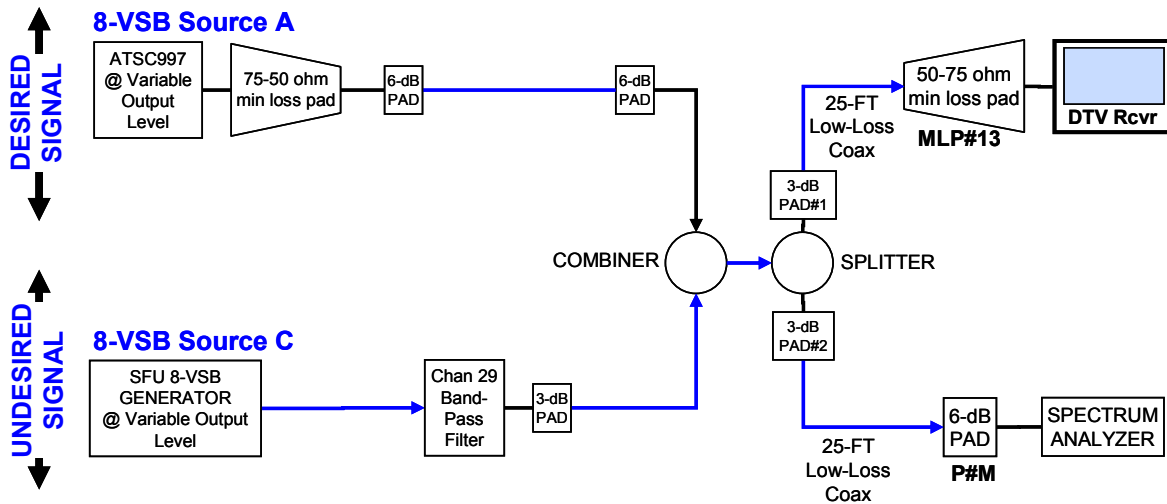 8-VSB Source A
DESIRED
SIGNAL
ATSC997
@ Variable
Output
Level
75-50 ohm
min loss pad
6-dB
PAD
6-dB
PAD
25-FT
Low-Loss
Coax
50-75 ohm
min loss pad
MLP#13
DTV Rcvr
3-dB
PAD#1
COMBINER
SPLITTER
3-dB
PAD#2
UNDESIRED
SIGNAL
8-VSB Source C
SFU 8-VSB
GENERATOR
@ Variable Output
Level
Chan 29
Band-
Pass
Filter
3-dB
PAD
25-FT
Low-Loss
Coax
6-dB
PAD
P#M
SPECTRUM
ANALYZER